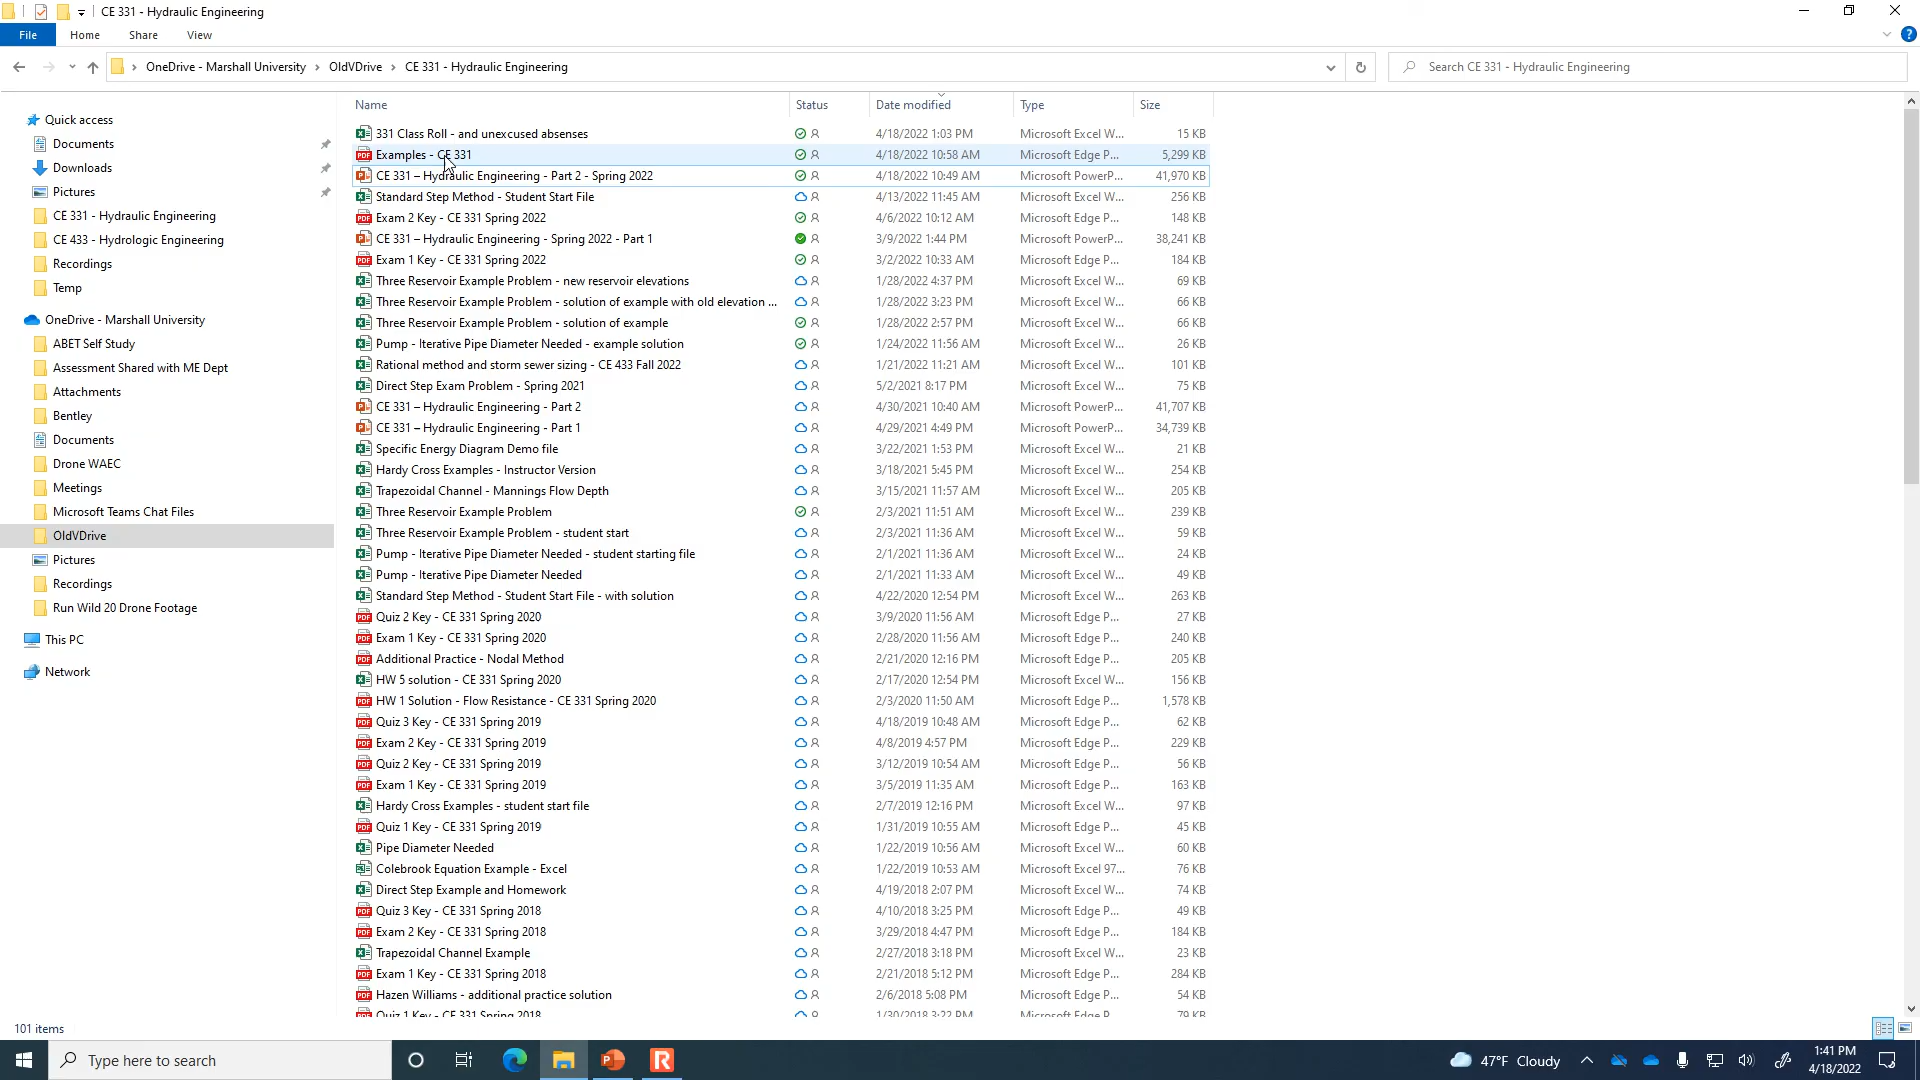 CE 331 - Hydraulic Engineering
File Home Share View
OneDrive - Marshall University › OldVDrive › CE 331 - Hydraulic Engineering
Search CE 331 - Hydraulic Engineering
Quick access
Documents
Downloads
Pictures
CE 331 - Hydraulic Engineering
CE 433 - Hydrologic Engineering
Recordings
Temp
OneDrive - Marshall University
ABET Self Study
Assessment Shared with ME Dept
Attachments
Bentley
Documents
Drone WAEC
Meetings
Microsoft Teams Chat Files
OldVDrive
Pictures
Recordings
Run Wild 20 Drone Footage
This PC
Network
Name Status Date modified Type Size
331 Class Roll - and unexcused absenses 4/18/2022 1:03 PM Microsoft Excel W... 15 KB
Examples - CE 331 4/18/2022 10:58 AM Microsoft Edge P... 5,299 KB
CE 331 – Hydraulic Engineering - Part 2 - Spring 2022 4/18/2022 10:49 AM Microsoft PowerP... 41,970 KB
Standard Step Method - Student Start File 4/13/2022 11:45 AM Microsoft Excel W... 256 KB
Exam 2 Key - CE 331 Spring 2022 4/6/2022 10:12 AM Microsoft Edge P... 148 KB
CE 331 – Hydraulic Engineering - Spring 2022 - Part 1 3/9/2022 1:44 PM Microsoft PowerP... 38,241 KB
Exam 1 Key - CE 331 Spring 2022 3/2/2022 10:33 AM Microsoft Edge P... 184 KB
Three Reservoir Example Problem - new reservoir elevations 1/28/2022 4:37 PM Microsoft Excel W... 69 KB
Three Reservoir Example Problem - solution of example with old elevation ... 1/28/2022 3:23 PM Microsoft Excel W... 66 KB
Three Reservoir Example Problem - solution of example 1/28/2022 2:57 PM Microsoft Excel W... 66 KB
Pump - Iterative Pipe Diameter Needed - example solution 1/24/2022 11:56 AM Microsoft Excel W... 26 KB
Rational method and storm sewer sizing - CE 433 Fall 2022 1/21/2022 11:21 AM Microsoft Excel W... 101 KB
Direct Step Exam Problem - Spring 2021 5/2/2021 8:17 PM Microsoft Excel W... 75 KB
CE 331 – Hydraulic Engineering - Part 2 4/30/2021 10:40 AM Microsoft PowerP... 41,707 KB
CE 331 – Hydraulic Engineering - Part 1 4/29/2021 4:49 PM Microsoft PowerP... 34,739 KB
Specific Energy Diagram Demo file 3/22/2021 1:53 PM Microsoft Excel W... 21 KB
Hardy Cross Examples - Instructor Version 3/18/2021 5:45 PM Microsoft Excel W... 254 KB
Trapezoidal Channel - Mannings Flow Depth 3/15/2021 11:57 AM Microsoft Excel W... 205 KB
Three Reservoir Example Problem 2/3/2021 11:51 AM Microsoft Excel W... 239 KB
Three Reservoir Example Problem - student start 2/3/2021 11:36 AM Microsoft Excel W... 59 KB
Pump - Iterative Pipe Diameter Needed - student starting file 2/1/2021 11:36 AM Microsoft Excel W... 24 KB
Pump - Iterative Pipe Diameter Needed 2/1/2021 11:33 AM Microsoft Excel W... 49 KB
Standard Step Method - Student Start File - with solution 4/22/2020 12:54 PM Microsoft Excel W... 263 KB
Quiz 2 Key - CE 331 Spring 2020 3/9/2020 11:56 AM Microsoft Edge P... 27 KB
Exam 1 Key - CE 331 Spring 2020 2/28/2020 11:56 AM Microsoft Edge P... 240 KB
Additional Practice - Nodal Method 2/21/2020 12:16 PM Microsoft Edge P... 205 KB
HW 5 solution - CE 331 Spring 2020 2/17/2020 12:54 PM Microsoft Excel W... 156 KB
HW 1 Solution - Flow Resistance - CE 331 Spring 2020 2/3/2020 11:50 AM Microsoft Edge P... 1,578 KB
Quiz 3 Key - CE 331 Spring 2019 4/18/2019 10:48 AM Microsoft Edge P... 62 KB
Exam 2 Key - CE 331 Spring 2019 4/8/2019 4:57 PM Microsoft Edge P... 229 KB
Quiz 2 Key - CE 331 Spring 2019 3/12/2019 10:54 AM Microsoft Edge P... 56 KB
Exam 1 Key - CE 331 Spring 2019 3/5/2019 11:35 AM Microsoft Edge P... 163 KB
Hardy Cross Examples - student start file 2/7/2019 12:16 PM Microsoft Excel W... 97 KB
Quiz 1 Key - CE 331 Spring 2019 1/31/2019 10:55 AM Microsoft Edge P... 45 KB
Pipe Diameter Needed 1/22/2019 10:56 AM Microsoft Excel W... 60 KB
Colebrook Equation Example - Excel 1/22/2019 10:53 AM Microsoft Excel 97... 76 KB
Direct Step Example and Homework 4/19/2018 2:07 PM Microsoft Excel W... 74 KB
Quiz 3 Key - CE 331 Spring 2018 4/10/2018 3:25 PM Microsoft Edge P... 49 KB
Exam 2 Key - CE 331 Spring 2018 3/29/2018 4:47 PM Microsoft Edge P... 184 KB
Trapezoidal Channel Example 2/27/2018 3:18 PM Microsoft Excel W... 23 KB
Exam 1 Key - CE 331 Spring 2018 2/21/2018 5:12 PM Microsoft Edge P... 284 KB
Hazen Williams - additional practice solution 2/6/2018 5:08 PM Microsoft Edge P... 54 KB
Quiz 1 Key - CE 331 Spring 2018 1/30/2018 3:22 PM Microsoft Edge P... 79 KB
101 items
Type here to search
47°F Cloudy
1:41 PM
4/18/2022